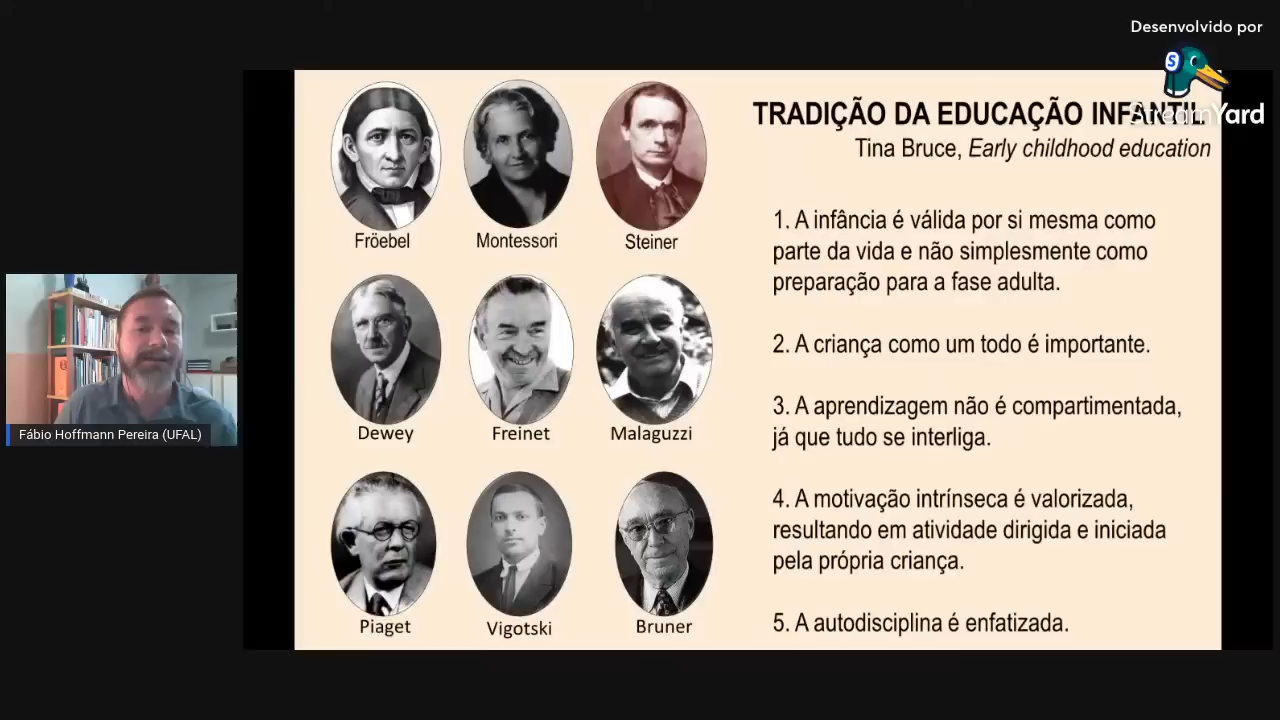 Desenvolvido por
StreamYard
TRADIÇÃO DA EDUCAÇÃO INFANTIL
Tina Bruce, Early childhood education
Fröebel
Montessori
Steiner
Dewey
Freinet
Malaguzzi
Piaget
Vigotski
Bruner
1. A infância é válida por si mesma como
parte da vida e não simplesmente como
preparação para a fase adulta.
2. A criança como um todo é importante.
3. A aprendizagem não é compartimentada,
já que tudo se interliga.
4. A motivação intrínseca é valorizada,
resultando em atividade dirigida e iniciada
pela própria criança.
5. A autodisciplina é enfatizada.
Fábio Hoffmann Pereira (UFAL)